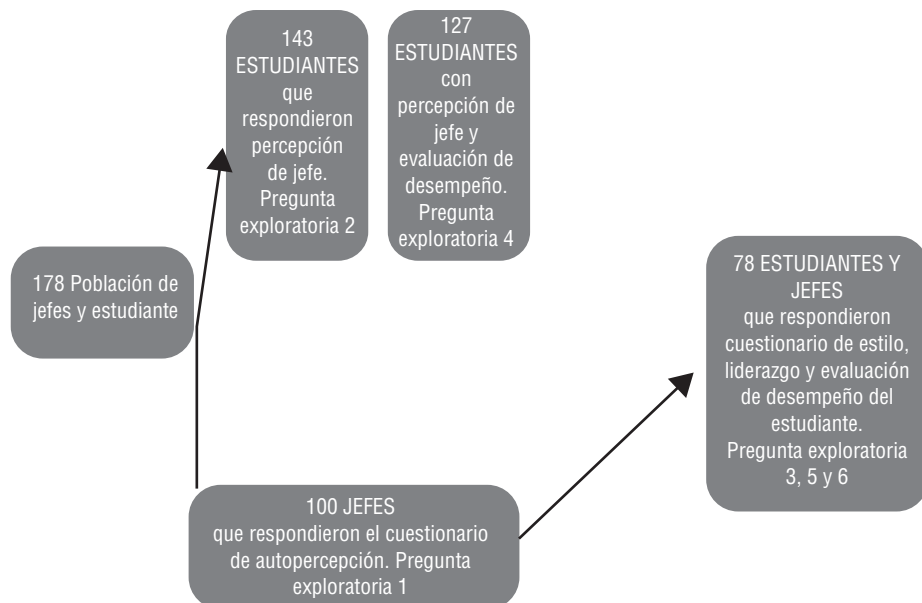 143
ESTUDIANTES
que
respondieron
percepción
de jefe.
Pregunta
exploratoria 2
127
ESTUDIANTES
con
percepción de
jefe y
evaluación de
desempeño.
Pregunta
exploratoria 4
178 Población de
jefes y estudiante
78 ESTUDIANTES Y
JEFES
que respondieron
cuestionario de estilo,
liderazgo y evaluación
de desempeño del
estudiante.
Pregunta exploratoria
3, 5 y 6
100 JEFES
que respondieron el cuestionario
de autopercepción. Pregunta
exploratoria 1